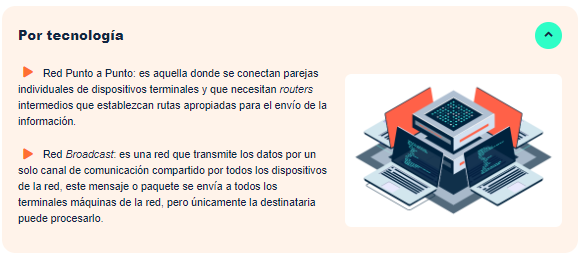 Por tecnología
Red Punto a Punto: es aquella donde se conectan parejas
individuales de dispositivos terminales y que necesitan routers
intermedios que establezcan rutas apropiadas para el envío de la
información.
Red Broadcast: es una red que transmite los datos por un
solo canal de comunicación compartido por todos los dispositivos
de la red, este mensaje o paquete se envía a todos los
terminales máquinas de la red, pero únicamente la destinataria
puede procesarlo.